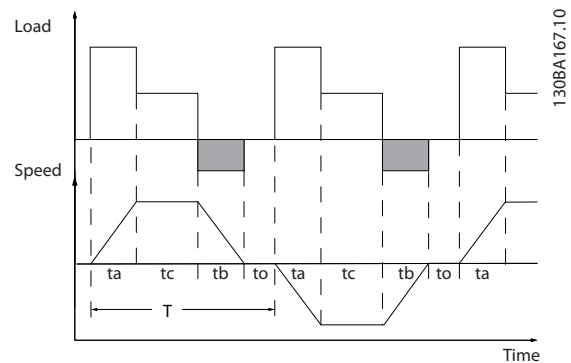 Load
130BA167.10
Speed
ta tc tb to ta tc tb to ta
T
Time